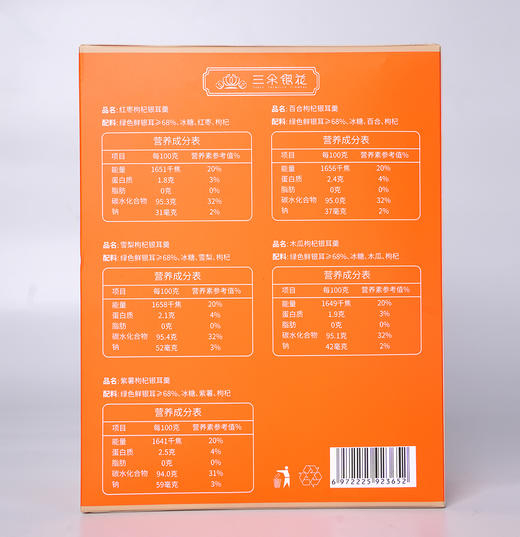 三朵银花
品名: 红枣枸杞银耳羹
配料: 绿色鲜银耳≥68%、冰糖、红枣、枸杞
营养成分表
项目 每100克 营养素参考值%
能量 1651千焦 20%
蛋白质 1.8克 3%
脂肪 0克 0%
碳水化合物 95.3克 32%
钠 31毫克 2%
品名: 百合枸杞银耳羹
配料: 绿色鲜银耳≥68%、冰糖、百合、枸杞
营养成分表
项目 每100克 营养素参考值%
能量 1656千焦 20%
蛋白质 2.4克 4%
脂肪 0克 0%
碳水化合物 95.0克 32%
钠 37毫克 2%
品名: 雪梨枸杞银耳羹
配料: 绿色鲜银耳≥68%、冰糖、雪梨、枸杞
营养成分表
项目 每100克 营养素参考值%
能量 1658千焦 20%
蛋白质 2.1克 4%
脂肪 0克 0%
碳水化合物 95.4克 32%
钠 52毫克 3%
品名: 木瓜枸杞银耳羹
配料: 绿色鲜银耳≥68%、冰糖、木瓜、枸杞
营养成分表
项目 每100克 营养素参考值%
能量 1649千焦 20%
蛋白质 1.9克 3%
脂肪 0克 0%
碳水化合物 95.1克 32%
钠 42毫克 2%
品名: 紫薯枸杞银耳羹
配料: 绿色鲜银耳≥68%、冰糖、紫薯、枸杞
营养成分表
项目 每100克 营养素参考值%
能量 1641千焦 20%
蛋白质 2.5克 4%
脂肪 0克 0%
碳水化合物 94.0克 31%
钠 59毫克 3%
6 972225 923652